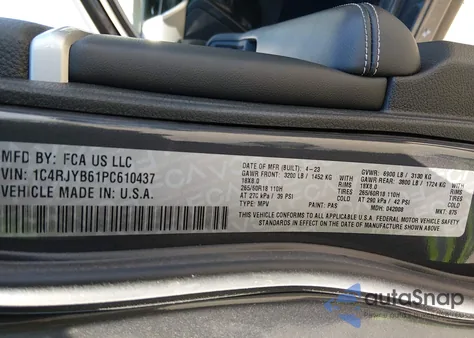 MFD BY: FCA US LLC
VIN: 1C4RJYB61PC610437
VEHICLE MADE IN: U.S.A.
DATE OF MFR (BUILT): 4-23
GVWR: 6900 LB / 3130 KG
GAWR FRONT: 3200 LB / 1452 KG
GAWR REAR: 3800 LB / 1724 KG
18X8.0 RIMS
18X8.0
265/60R18 110H TIRES
265/60R18 110H
AT 270 kPa / 39 PSI
AT 290 kPa / 42 PSI
PAINT:
TYPE: MPV
MDH: 042008
MKT: 675
THIS VEHICLE CONFORMS TO ALL APPLICABLE U.S.A. FEDERAL MOTOR VEHICLE SAFETY
STANDARDS IN EFFECT ON THE DATE OF MANUFACTURE SHOWN ABOVE
autoSnap